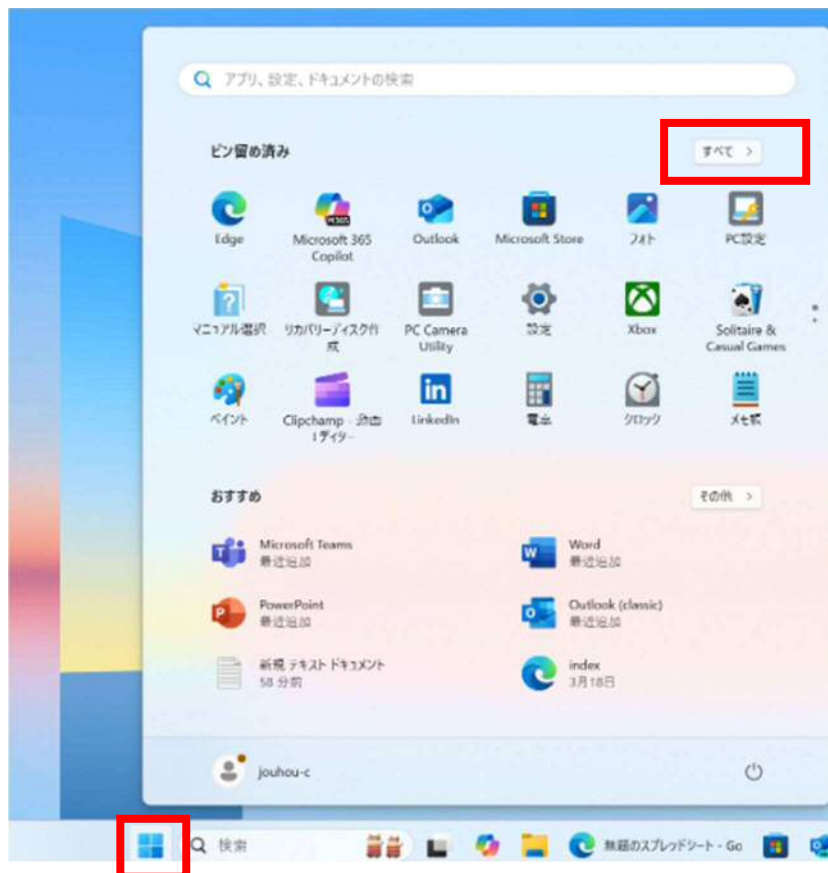 アプリ、設定、ドキュメントの検索
ピン留め済み
すべて >
Edge
Microsoft 365
Copilot
Outlook
Microsoft Store
フォト
PC設定
マニュアル選択
リカバリーディスク作
成
PC Camera
Utility
設定
Xbox
Solitaire &
Casual Games
ペイント
Clipchamp - 動画
エディター
LinkedIn
電卓
クロック
メモ帳
おすすめ
その他 >
Microsoft Teams
最近追加
Word
最近追加
PowerPoint
最近追加
Outlook (classic)
最近追加
新規 テキスト ドキュメント
58 分前
index
3月18日
jouhou-c
検索
無題のスプレッドシート - Go